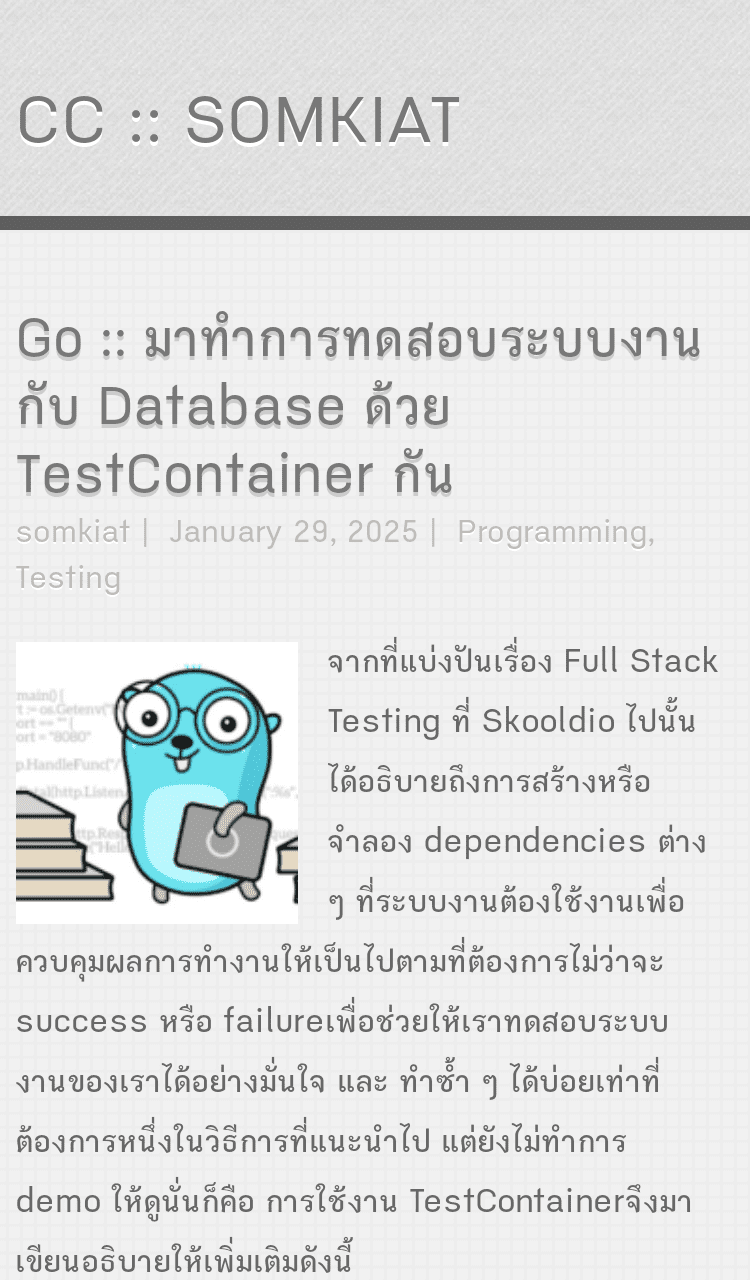 CC :: SOMKIAT
Go :: มาทำการทดสอบระบบงาน
กับ Database ด้วย
TestContainer กัน
somkiat | January 29, 2025 | Programming,
Testing
main() {
ort == "" {
ort = "8080"
จากที่แบ่งปันเรื่อง Full Stack
Testing ที่ Skooldio ไปนั้น
ได้อธิบายถึงการสร้างหรือ
จำลอง dependencies ต่าง
ๆ ที่ระบบงานต้องใช้งานเพื่อ
ควบคุมผลการทำงานให้เป็นไปตามที่ต้องการไม่ว่าจะ
success หรือ failureเพื่อช่วยให้เราทดสอบระบบ
งานของเราได้อย่างมั่นใจ และ ทำซ้ำ ๆ ได้บ่อยเท่าที่
ต้องการหนึ่งในวิธีการที่แนะนำไป แต่ยังไม่ทำการ
demo ให้ดูนั่นก็คือ การใช้งาน TestContainerจึงมา
เขียนอธิบายให้เพิ่มเติมดังนี้